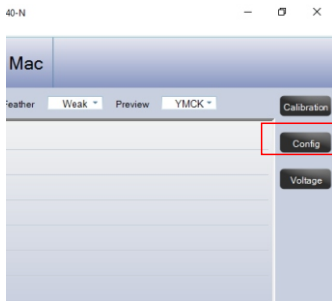 40-N
Mac
Feather Weak Preview YMCK Calibration
Config
Voltage